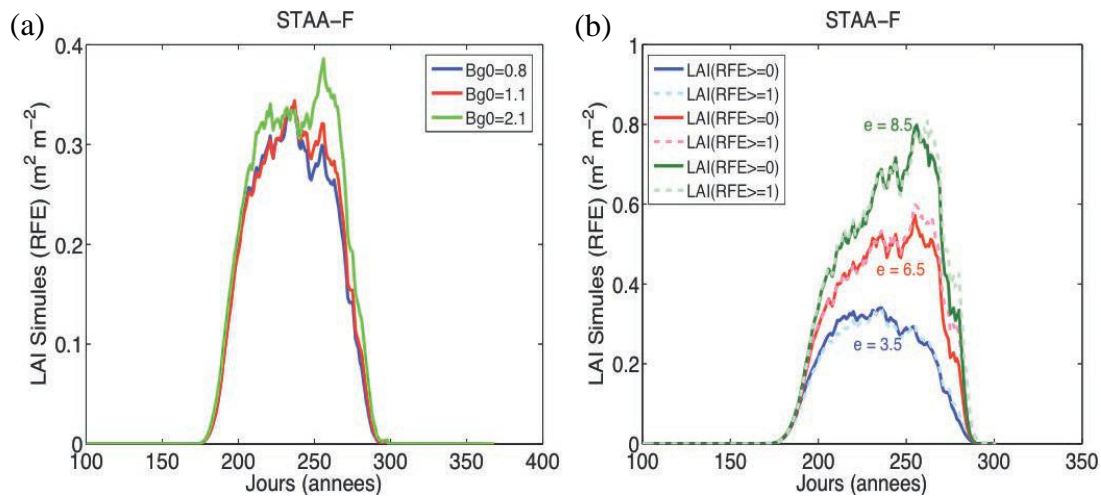 (a)
STAA-F
LAI Simules (RFE) (m² m⁻²)
0.4
0.3
0.2
0.1
0
Bg0=0.8
Bg0=1.1
Bg0=2.1
100 150 200 250 300 350 400
Jours (annees)
(b)
STAA-F
LAI Simules (RFE) (m² m⁻²)
1
0.8
0.6
0.4
0.2
0
LAI(RFE>=0)
LAI(RFE>=1)
LAI(RFE>=0)
LAI(RFE>=1)
LAI(RFE>=0)
LAI(RFE>=1)
e = 8.5
e = 6.5
e = 3.5
100 150 200 250 300 350
Jours (annees)